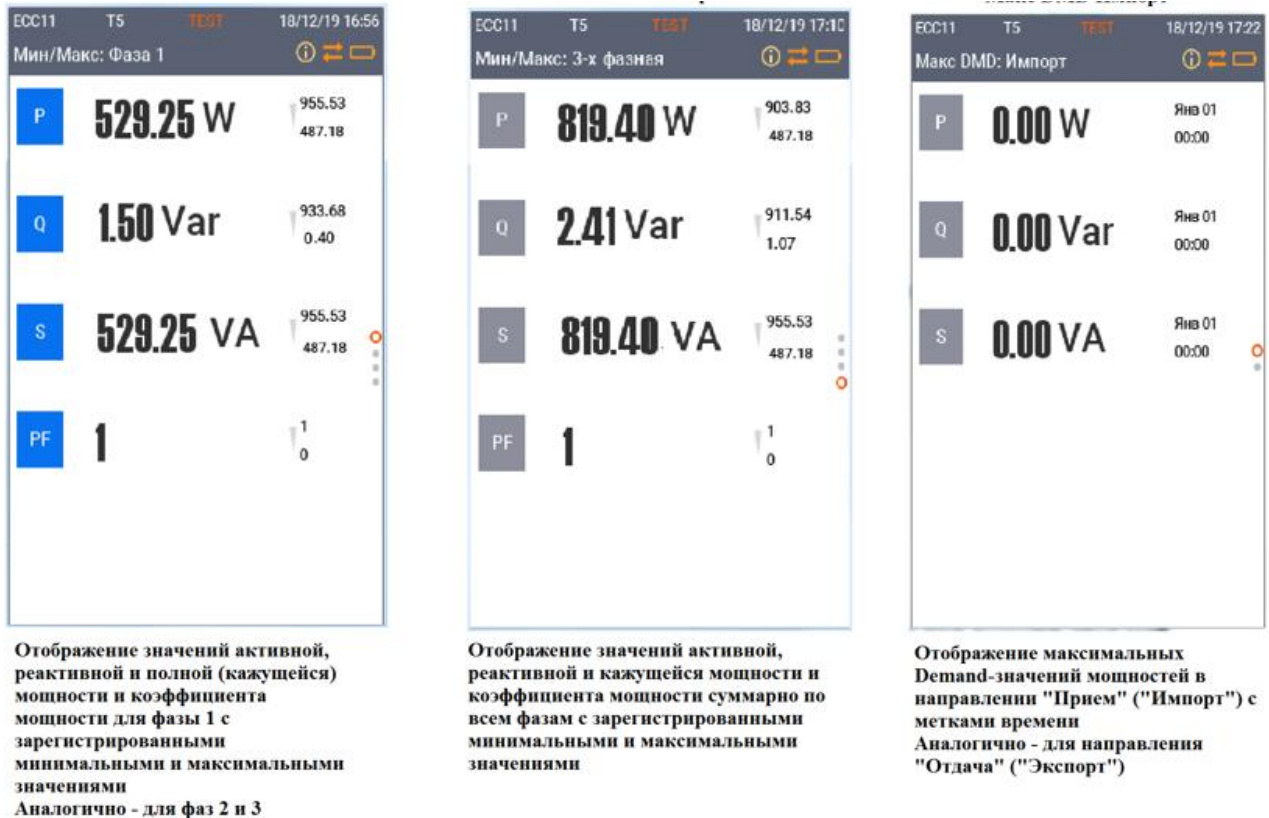 ECC11 T5 TEST 18/12/19 16:56
Мин/Макс: Фаза 1
P 529.25 W 955.53
487.18
Q 1.50 Var 933.68
0.40
S 529.25 VA 955.53
487.18
PF 1 1
0
Отображение значений активной,
реактивной и полной (кажущейся)
мощности и коэффициента
мощности для фазы 1 с
зарегистрированными
минимальными и максимальными
значениями
Аналогично - для фаз 2 и 3
ECC11 T5 TEST 18/12/19 17:10
Мин/Макс: 3-х фазная
P 819.40 W 903.83
487.18
Q 2.41 Var 911.54
1.07
S 819.40 VA 955.53
487.18
PF 1 1
0
Отображение значений активной,
реактивной и кажущейся мощности и
коэффициента мощности суммарно по
всем фазам с зарегистрированными
минимальными и максимальными
значениями
ECC11 T5 TEST 18/12/19 17:22
Макс DMD: Импорт
P 0.00 W Янв 01
00:00
Q 0.00 Var Янв 01
00:00
S 0.00 VA Янв 01
00:00
Отображение максимальных
Demand-значений мощностей в
направлении "Прием" ("Импорт") с
метками времени
Аналогично - для направления
"Отдача" ("Экспорт")